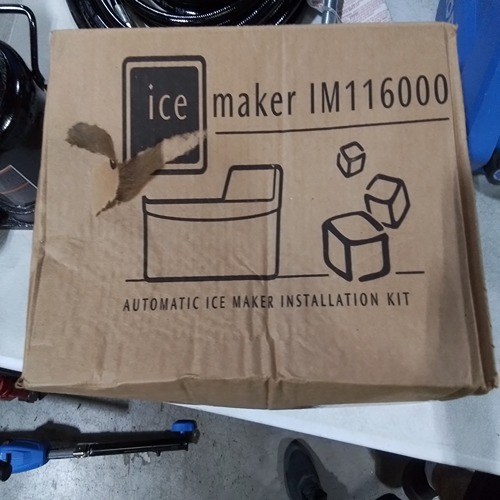 ice maker IM116000
AUTOMATIC ICE MAKER INSTALLATION KIT